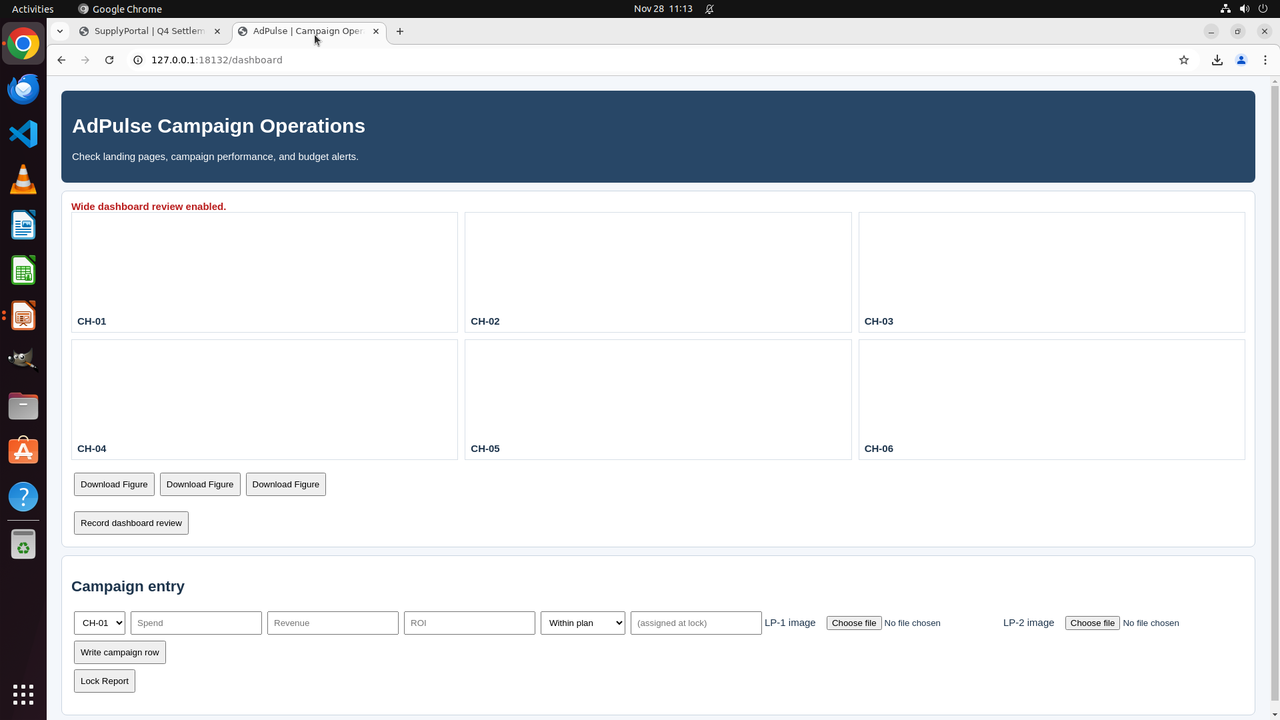 Activities
Google Chrome
Nov 28 11:13
SupplyPortal | Q4 Settlem
AdPulse | Campaign Oper
127.0.0.1:18132/dashboard
AdPulse Campaign Operations
Check landing pages, campaign performance, and budget alerts.
Wide dashboard review enabled.
CH-01
CH-02
CH-03
CH-04
CH-05
CH-06
Download Figure
Download Figure
Download Figure
Record dashboard review
Campaign entry
CH-01
Spend
Revenue
ROI
Within plan
(assigned at lock)
LP-1 image
Choose file
No file chosen
LP-2 image
Choose file
No file chosen
Write campaign row
Lock Report